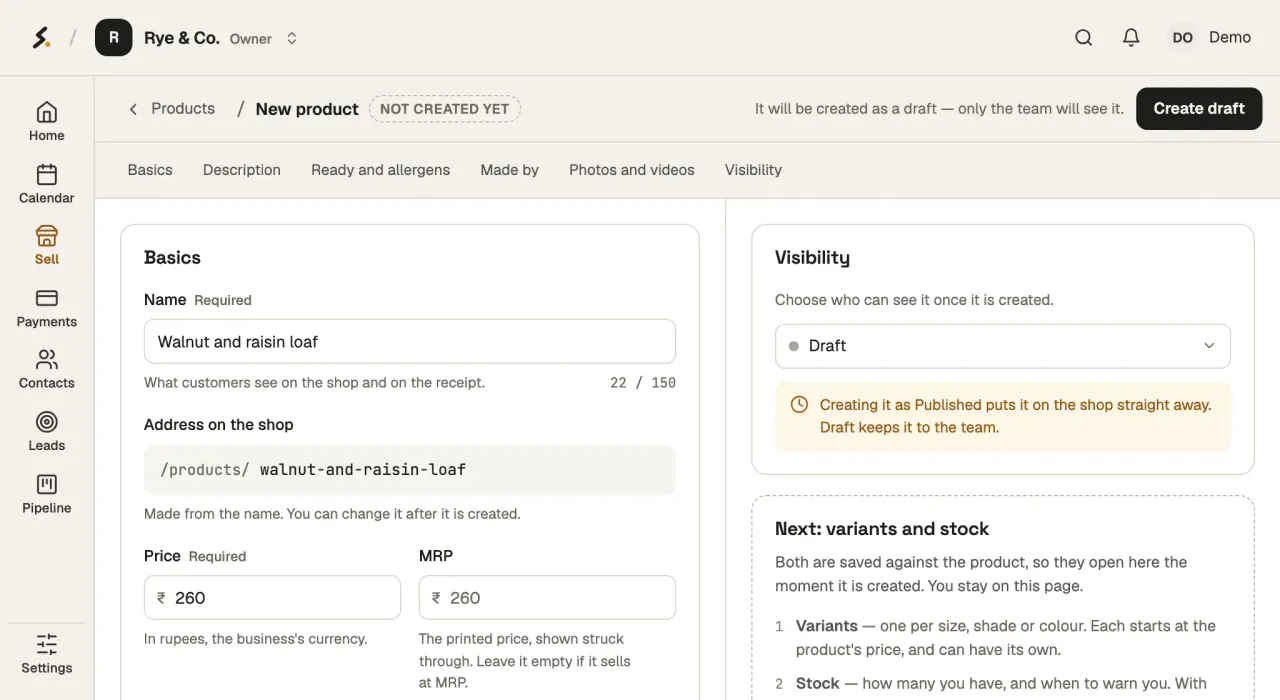 / R Rye & Co. Owner
DO Demo
Home
Calendar
Sell
Payments
Contacts
Leads
Pipeline
Settings
Products / New product NOT CREATED YET
It will be created as a draft — only the team will see it.
Create draft
Basics Description Ready and allergens Made by Photos and videos Visibility
Basics
Name Required
Walnut and raisin loaf
What customers see on the shop and on the receipt. 22 / 150
Address on the shop
/products/ walnut-and-raisin-loaf
Made from the name. You can change it after it is created.
Price Required
₹ 260
In rupees, the business's currency.
MRP
₹ 260
The printed price, shown struck
through. Leave it empty if it sells
at MRP.
Visibility
Choose who can see it once it is created.
Draft
Creating it as Published puts it on the shop straight away.
Draft keeps it to the team.
Next: variants and stock
Both are saved against the product, so they open here the
moment it is created. You stay on this page.
1 Variants — one per size, shade or colour. Each starts at the
product's price, and can have its own.
2 Stock — how many you have, and when to warn you. With